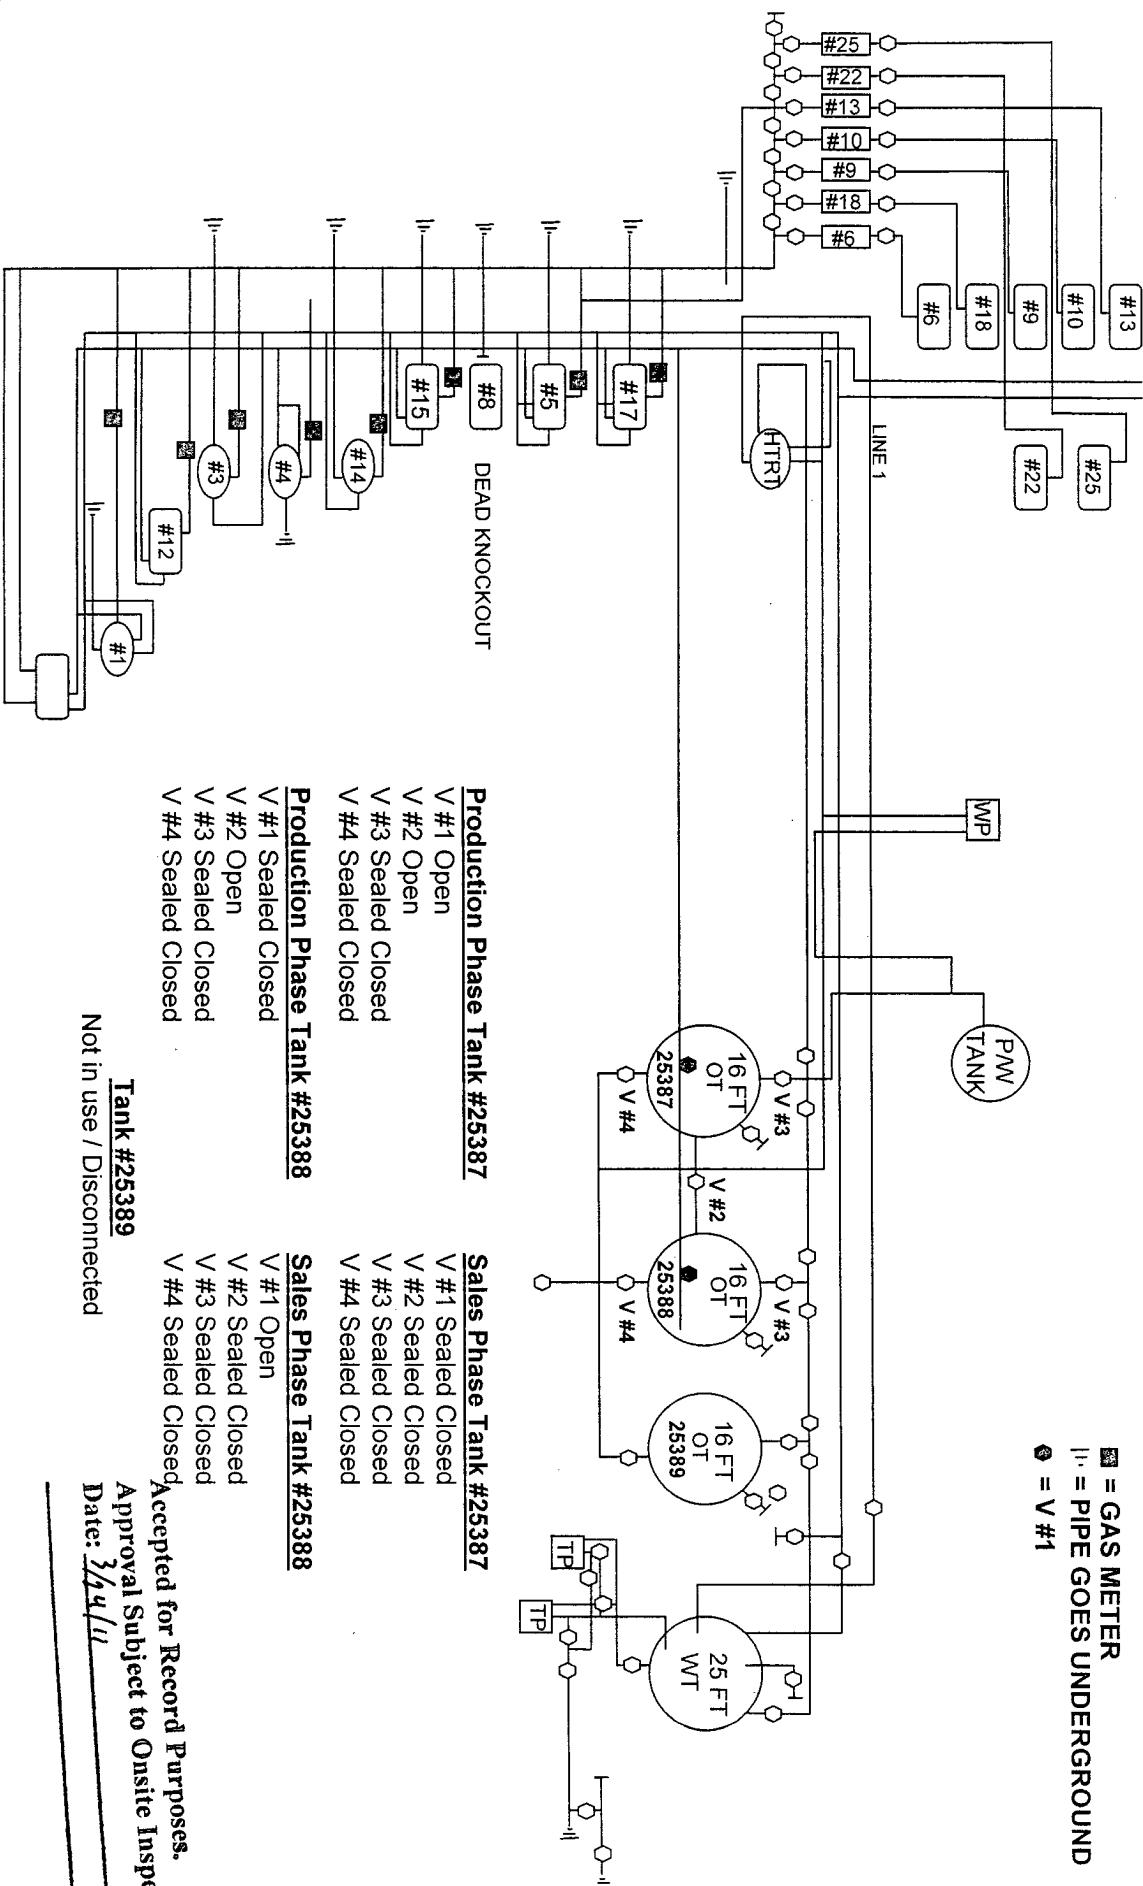 #25
#22
#13
#10
#9
#18
#6
#13
#10
#9
#18
#6
#25
#22
#17
#5
#8
#15
#14
#4
#3
#12
#1
HTRT
LINE 1
DEAD KNOCKOUT
WP
P/W
TANK
16 FT
OT
25387
V #3
V #4
V #2
16 FT
OT
25388
V #3
V #4
16 FT
OT
25389
25 FT
WT
TP
TP
= GAS METER
= PIPE GOES UNDERGROUND
= V #1
Production Phase Tank #25387
V #1 Open
V #2 Open
V #3 Sealed Closed
V #4 Sealed Closed
Production Phase Tank #25388
V #1 Sealed Closed
V #2 Open
V #3 Sealed Closed
V #4 Sealed Closed
Sales Phase Tank #25387
V #1 Sealed Closed
V #2 Sealed Closed
V #3 Sealed Closed
V #4 Sealed Closed
Sales Phase Tank #25388
V #1 Open
V #2 Sealed Closed
V #3 Sealed Closed
V #4 Sealed Closed
Tank #25389
Not in use / Disconnected
Accepted for Record Purposes.
Approval Subject to Onsite Inspe
Date: 3/24/11